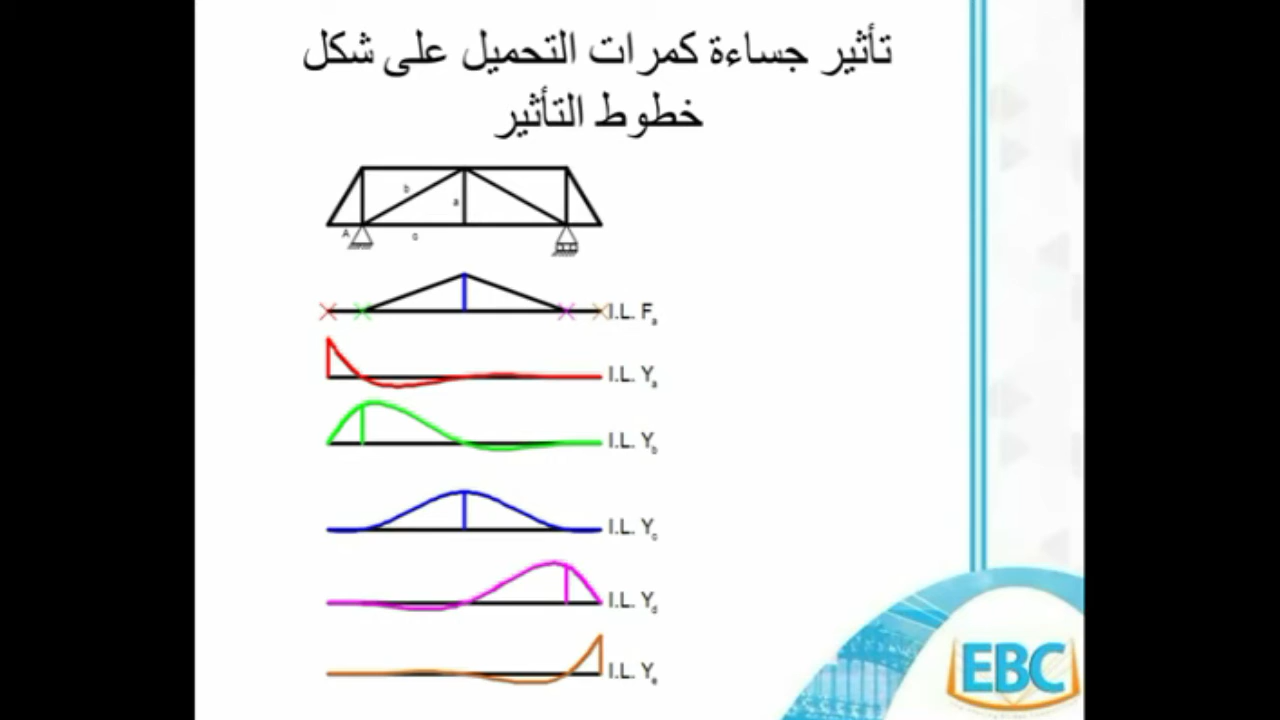 تأثير جساءة كمرات التحميل على شكل
خطوط التأثير
b
a
A
c
I.L. Fa
I.L. Ya
I.L. Yb
I.L. Yc
I.L. Yd
I.L. Ye
EBC